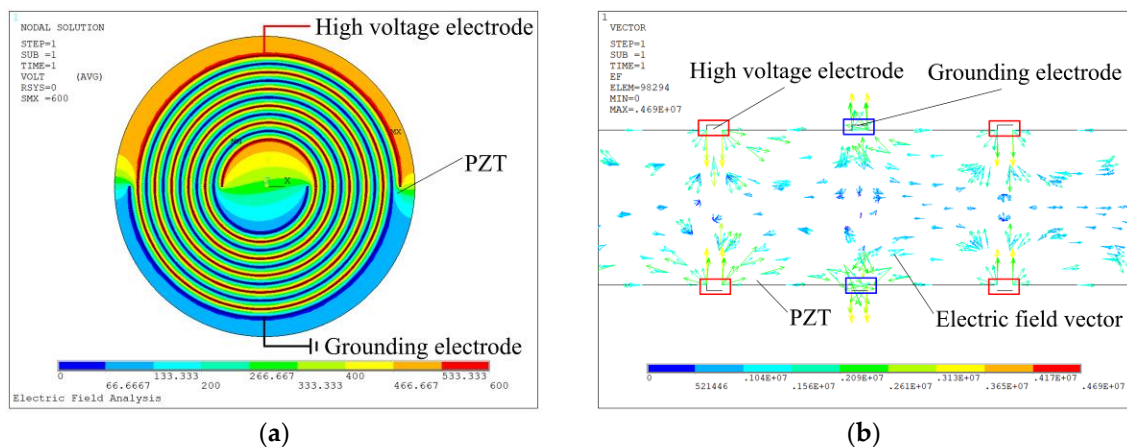 1
NODAL SOLUTION
STEP=1
SUB =1
TIME=1
VOLT (AVG)
RSYS=0
SMX =600
High voltage electrode
MX
MN
X
PZT
Grounding electrode
0 133.333 266.667 400 533.333
66.6667 200 333.333 466.667 600
Electric Field Analysis
(a)
1
VECTOR
STEP=1
SUB =1
TIME=1
EF
ELEM=98294
MIN=0
MAX=.469E+07
High voltage electrode
Grounding electrode
PZT
Electric field vector
0 .104E+07 .209E+07 .313E+07 .417E+07
521446 .156E+07 .261E+07 .365E+07 .469E+07
(b)